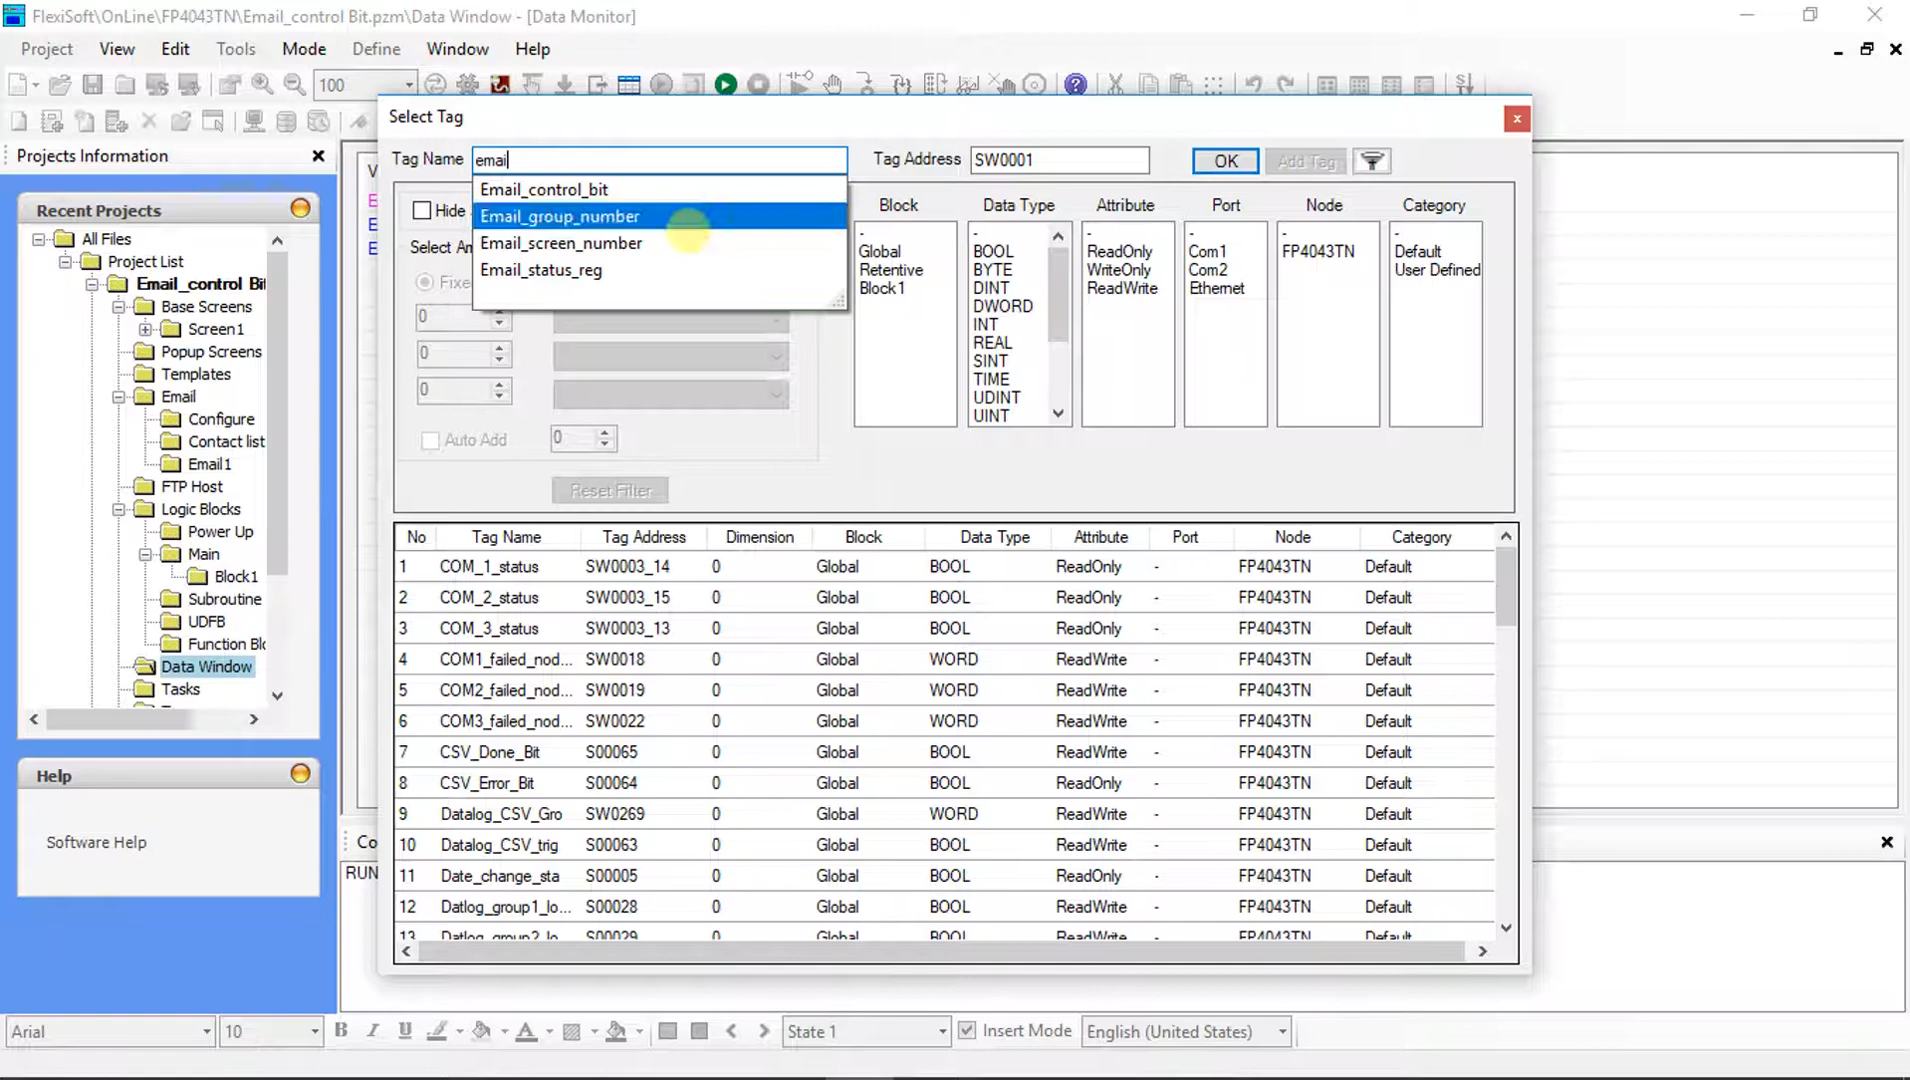 FlexiSoft\OnLine\FP4043TN\Email_control Bit.pzm\Data Window - [Data Monitor]
Project View Edit Tools Mode Define Window Help
100
Select Tag
Projects Information
Tag Name emai
Tag Address SW0001 OK Add Tag
Email_control_bit
Email_group_number
Email_screen_number
Email_status_reg
Hide
Fixe
0
0
0
Auto Add 0
Reset Filter
Block
Global
Retentive
Block1
Data Type
-
BOOL
BYTE
DINT
DWORD
INT
REAL
SINT
TIME
UDINT
UINT
Attribute
-
ReadOnly
WriteOnly
ReadWrite
Port
-
Com1
Com2
Ethernet
Node
-
FP4043TN
Category
-
Default
User Defined
Recent Projects
All Files
Project List
Email_control Bi
Base Screens
Screen1
Popup Screens
Templates
Email
Configure
Contact list
Email1
FTP Host
Logic Blocks
Power Up
Main
Block1
Subroutine
UDFB
Function Blo
Data Window
Tasks
No Tag Name Tag Address Dimension Block Data Type Attribute Port Node Category
1 COM_1_status SW0003_14 0 Global BOOL ReadOnly - FP4043TN Default
2 COM_2_status SW0003_15 0 Global BOOL ReadOnly - FP4043TN Default
3 COM_3_status SW0003_13 0 Global BOOL ReadOnly - FP4043TN Default
4 COM1_failed_nod... SW0018 0 Global WORD ReadWrite - FP4043TN Default
5 COM2_failed_nod... SW0019 0 Global WORD ReadWrite - FP4043TN Default
6 COM3_failed_nod... SW0022 0 Global WORD ReadWrite - FP4043TN Default
7 CSV_Done_Bit S00065 0 Global BOOL ReadWrite - FP4043TN Default
8 CSV_Error_Bit S00064 0 Global BOOL ReadOnly - FP4043TN Default
9 Datalog_CSV_Gro SW0269 0 Global WORD ReadWrite - FP4043TN Default
10 Datalog_CSV_trig S00063 0 Global BOOL ReadWrite - FP4043TN Default
11 Date_change_sta S00005 0 Global BOOL ReadOnly - FP4043TN Default
12 Datlog_group1_lo... S00028 0 Global BOOL ReadWrite - FP4043TN Default
13 Datlog_group2_lo S00029 0 Global BOOL ReadWrite - FP4043TN Default
Help
Software Help
Co
RUN
Arial 10 B I U State 1 Insert Mode English (United States)